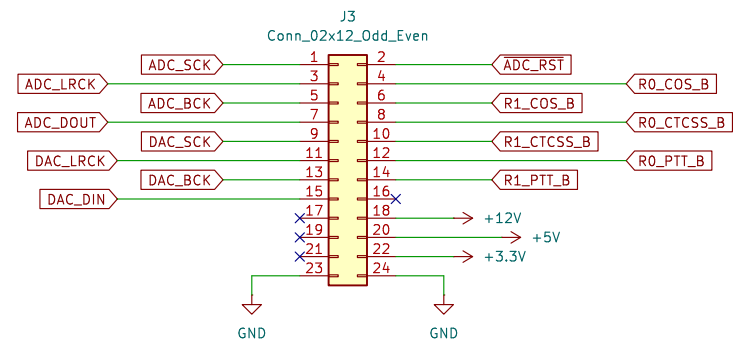 J3
Conn_02x12_Odd_Even
ADC_SCK 1 2 ADC_RST
ADC_LRCK 3 4 R0_COS_B
ADC_BCK 5 6 R1_COS_B
ADC_DOUT 7 8 R0_CTCSS_B
DAC_SCK 9 10 R1_CTCSS_B
DAC_LRCK 11 12 R0_PTT_B
DAC_BCK 13 14 R1_PTT_B
DAC_DIN 15 16
17 18 +12V
19 20 +5V
21 22 +3.3V
23 24
GND GND